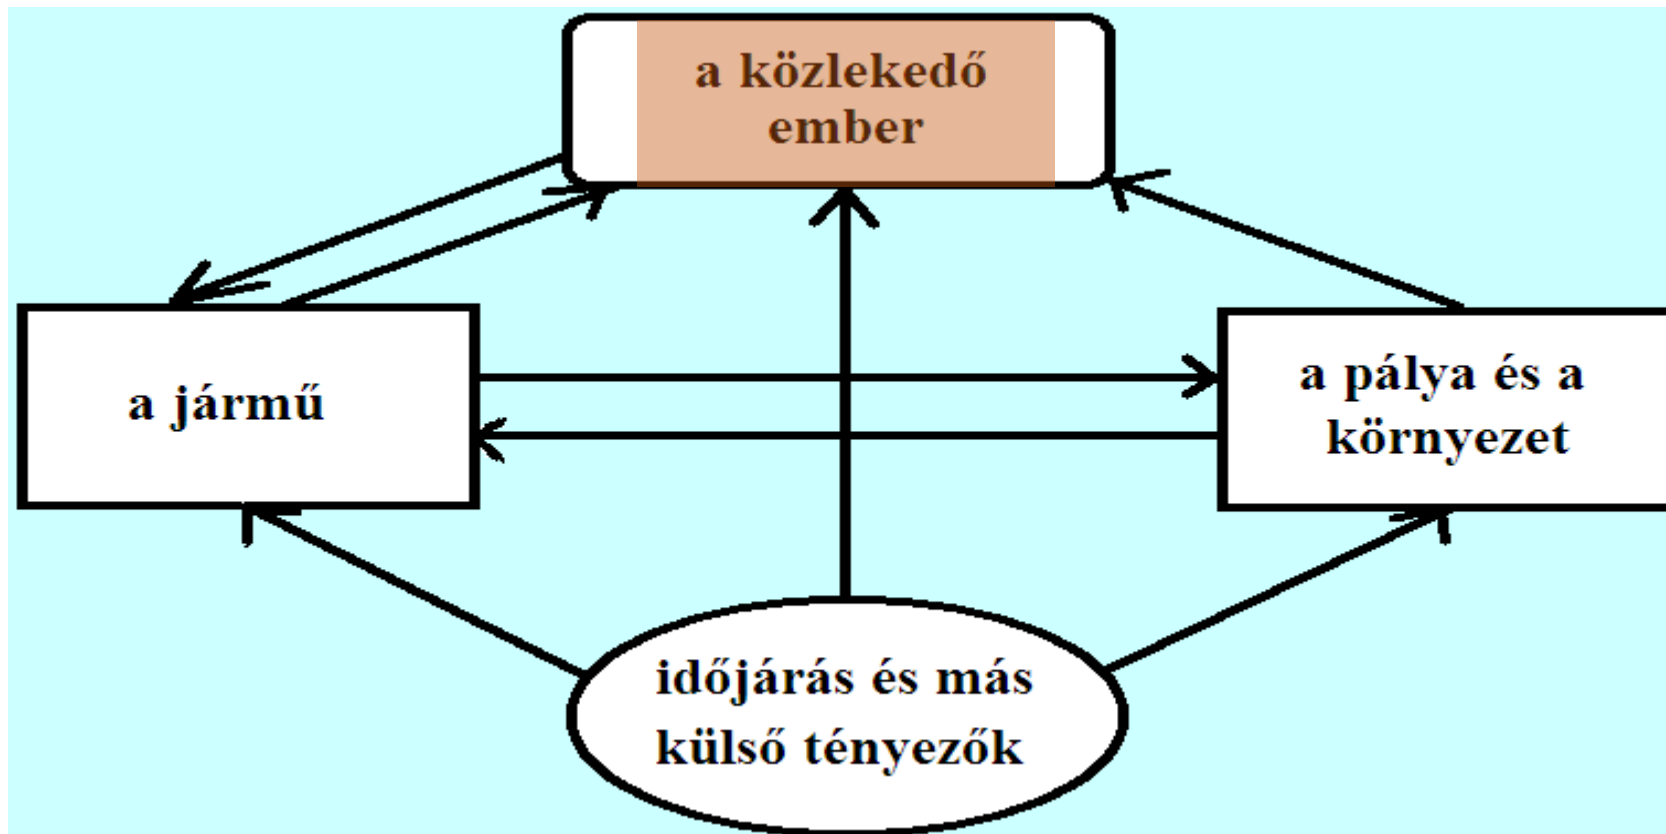 a közlekedő
ember
a jármű
a pálya és a
környezet
időjárás és más
külső tényezők